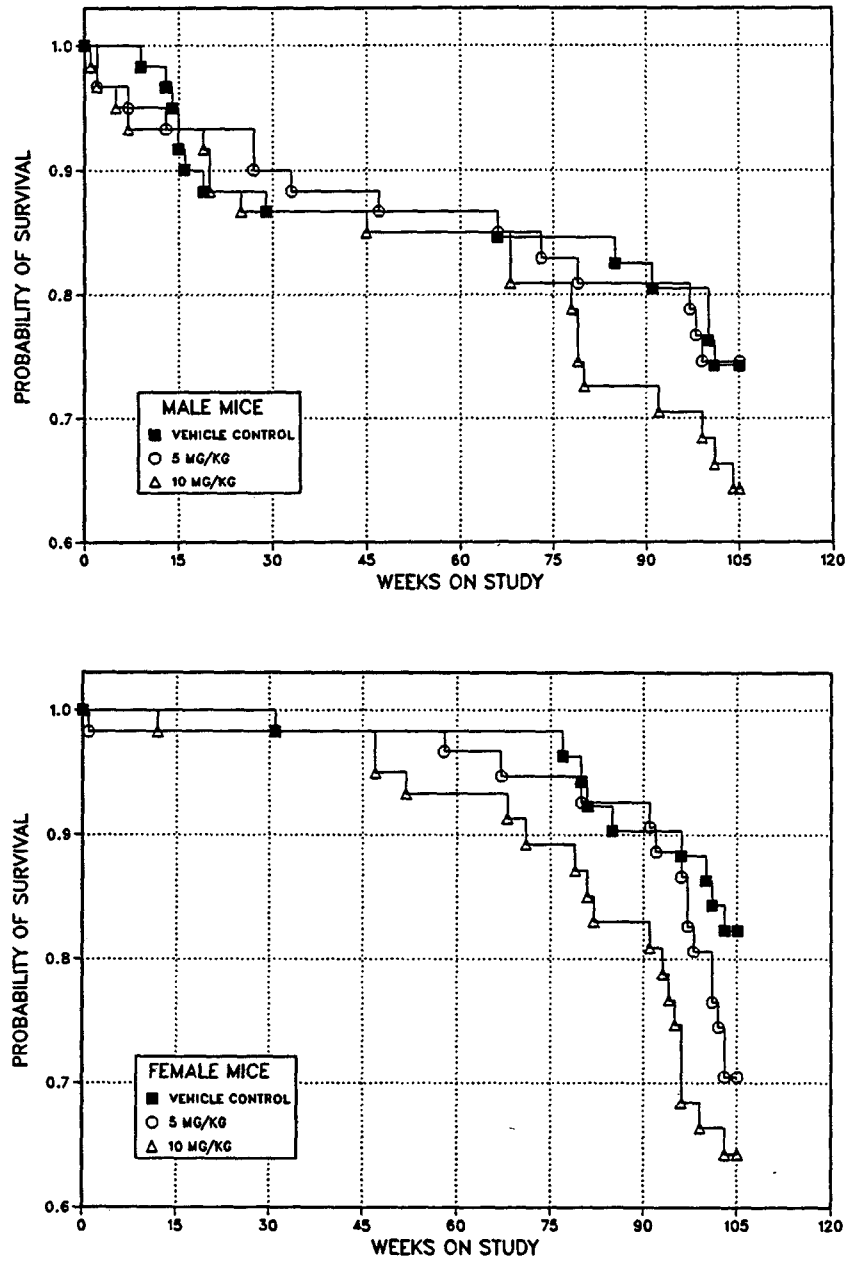 1.0
0.9
0.8
0.7
0.6
PROBABILITY OF SURVIVAL
MALE MICE
VEHICLE CONTROL
5 MG/KG
10 MG/KG
0 15 30 45 60 75 90 105 120
WEEKS ON STUDY
1.0
0.9
0.8
0.7
0.6
PROBABILITY OF SURVIVAL
FEMALE MICE
VEHICLE CONTROL
5 MG/KG
10 MG/KG
0 15 30 45 60 75 90 105 120
WEEKS ON STUDY